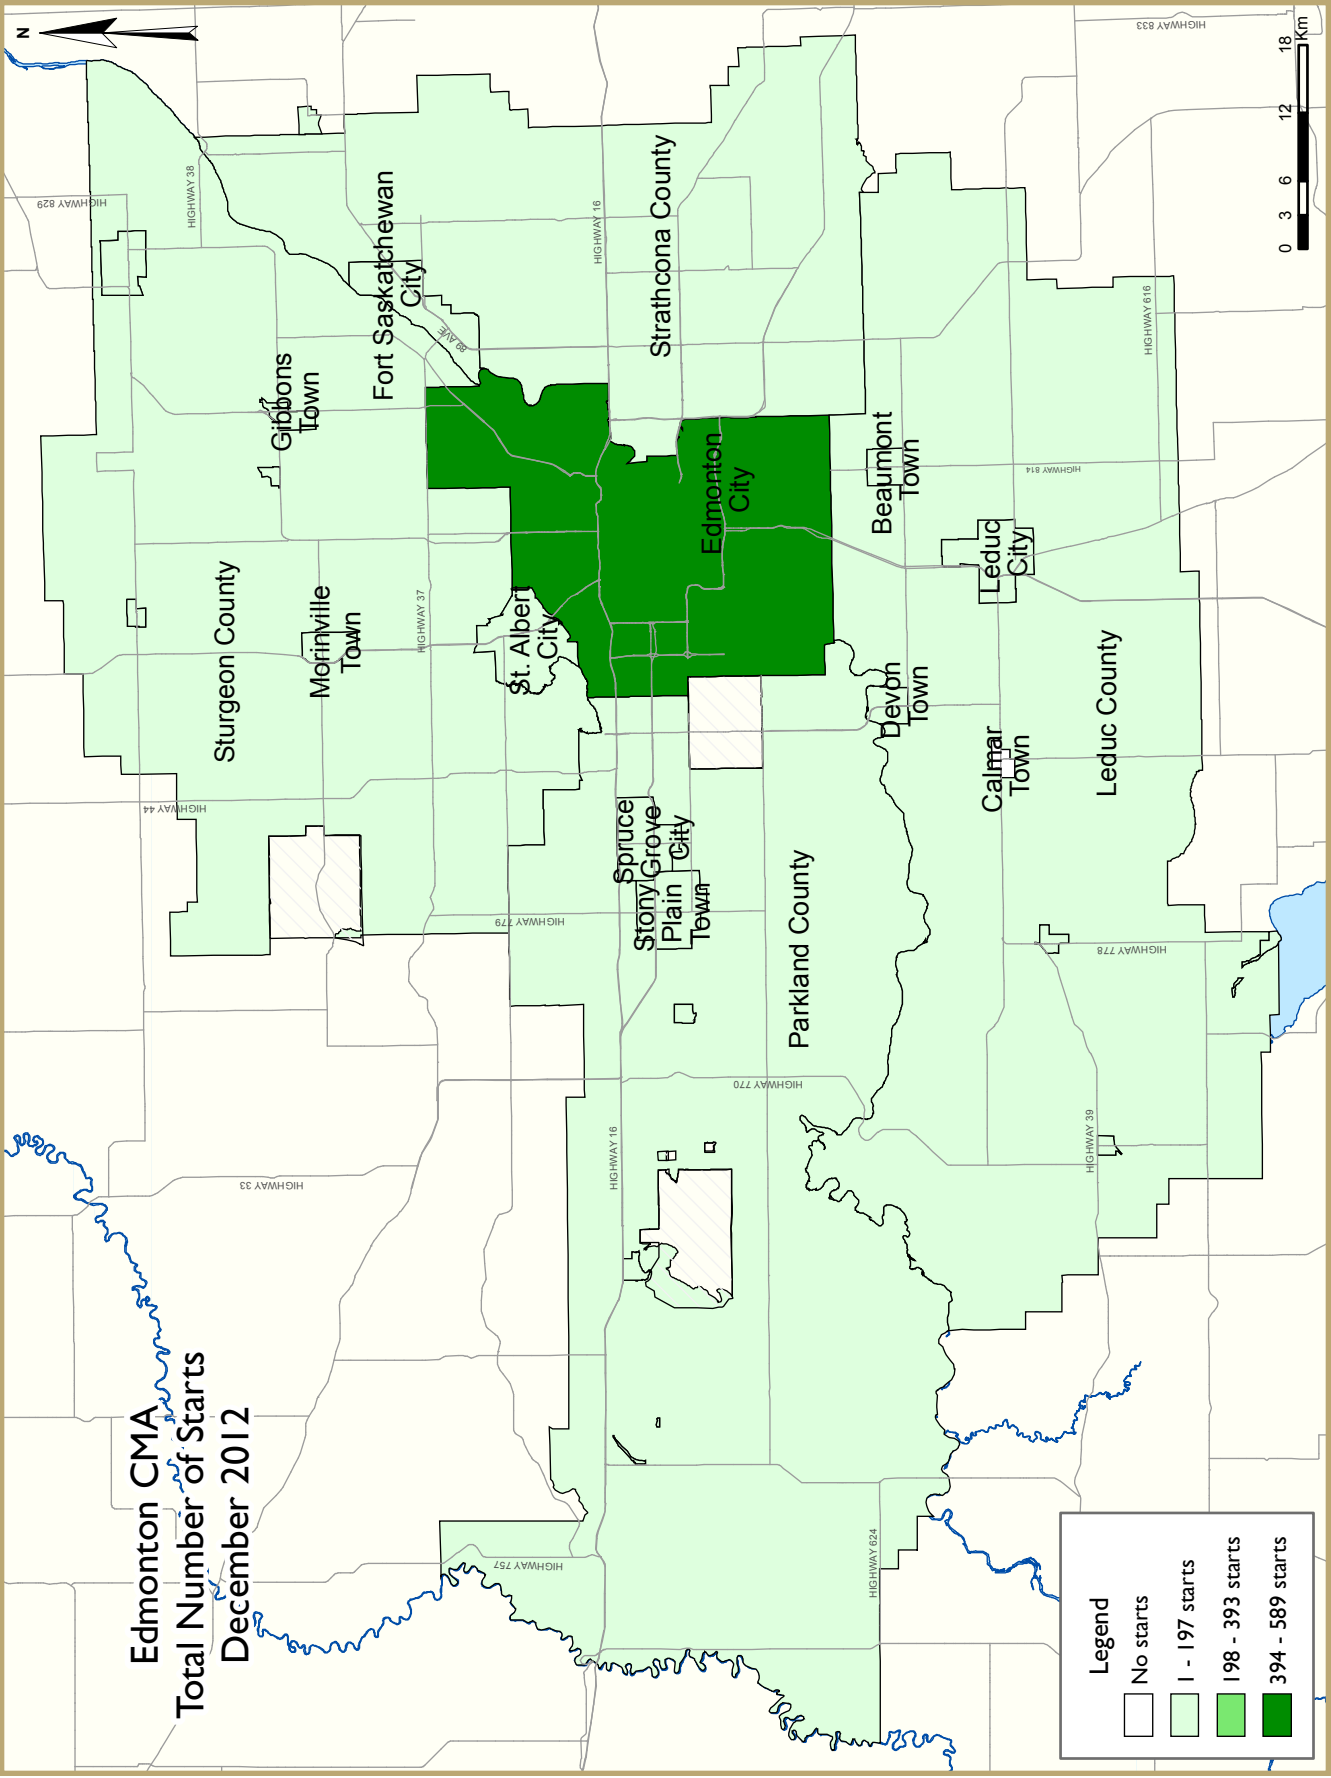 Edmonton CMA
Total Number of Starts
December 2012
N
HIGHWAY 829
HIGHWAY 38
HIGHWAY 833
Fort Saskatchewan
City
89 AVE
HIGHWAY 16
Strathcona County
Gibbons
Town
Sturgeon County
Morinville
Town
HIGHWAY 37
St. Albert
City
HIGHWAY 44
Edmonton
City
Beaumont
Town
HIGHWAY 814
HIGHWAY 616
Leduc
City
Devon
Town
Calmar
Town
Leduc County
Spruce
Grove
City
Stony
Plain
Town
HIGHWAY 779
Parkland County
HIGHWAY 778
HIGHWAY 770
HIGHWAY 16
HIGHWAY 39
HIGHWAY 33
HIGHWAY 757
HIGHWAY 624
Legend
No starts
1 - 197 starts
198 - 393 starts
394 - 589 starts
0 3 6 12 18
Km